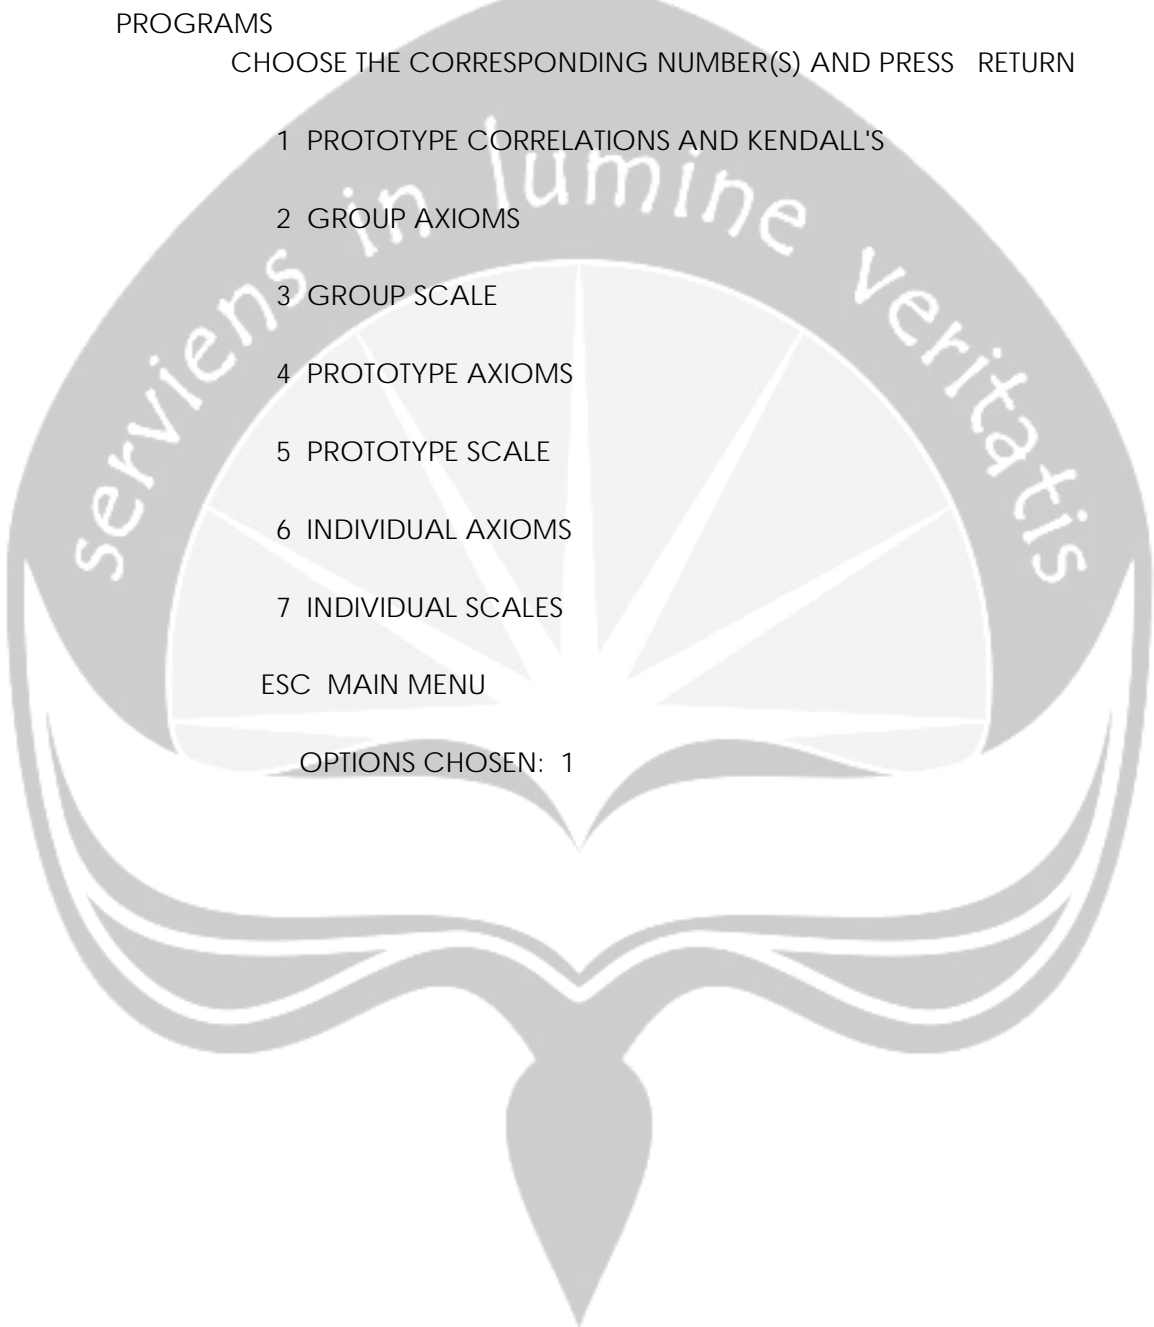 PROGRAMS
CHOOSE THE CORRESPONDING NUMBER(S) AND PRESS RETURN
1 PROTOTYPE CORRELATIONS AND KENDALL'S
2 GROUP AXIOMS
3 GROUP SCALE
4 PROTOTYPE AXIOMS
5 PROTOTYPE SCALE
6 INDIVIDUAL AXIOMS
7 INDIVIDUAL SCALES
ESC MAIN MENU
OPTIONS CHOSEN: 1
serviens in lumine veritatis